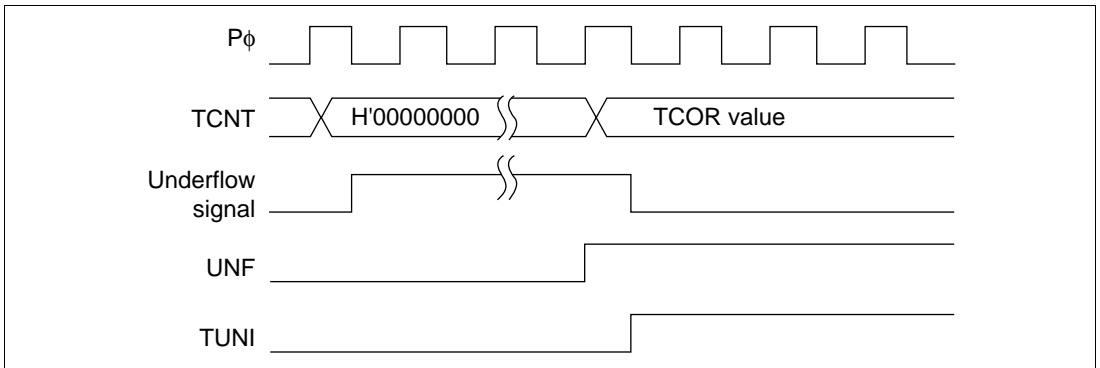 Pϕ
TCNT H'00000000 TCOR value
Underflow
signal
UNF
TUNI